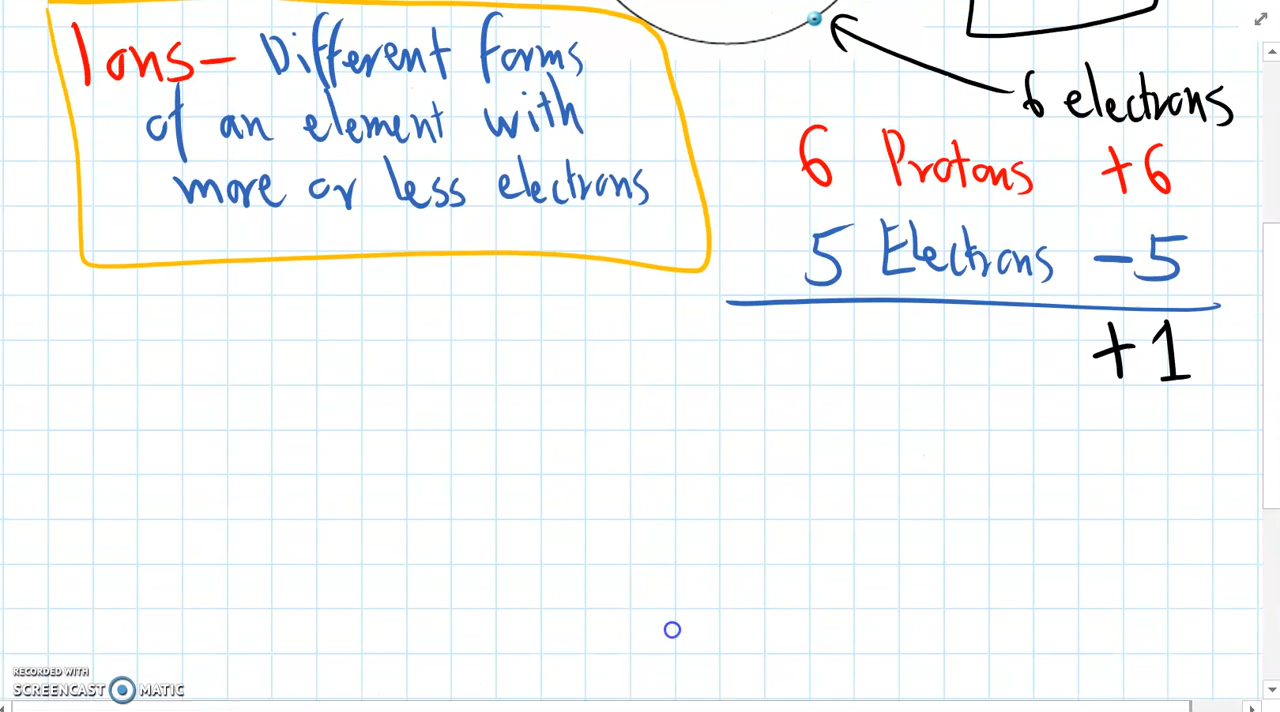 Ions- Different forms
of an element with
more or less electrons
6 electrons
6 Protons +6
5 Electrons -5
+1
RECORDED WITH
SCREENCAST MATIC